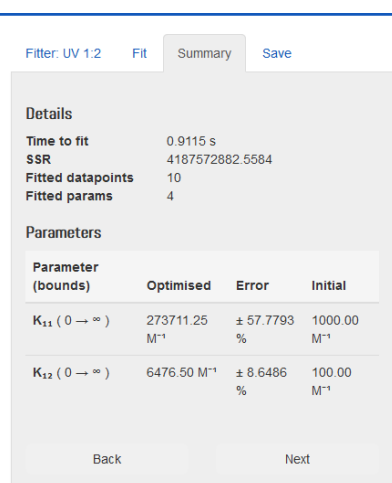 Fitter: UV 1:2 Fit Summary Save
Details
Time to fit 0.9115 s
SSR 4187572882.5584
Fitted datapoints 10
Fitted params 4
Parameters
Parameter
(bounds) Optimised Error Initial
K₁₁ ( 0 → ∞ ) 273711.25 ± 57.7793 1000.00
M⁻¹ % M⁻¹
K₁₂ ( 0 → ∞ ) 6476.50 M⁻¹ ± 8.6486 100.00
% M⁻¹
Back Next